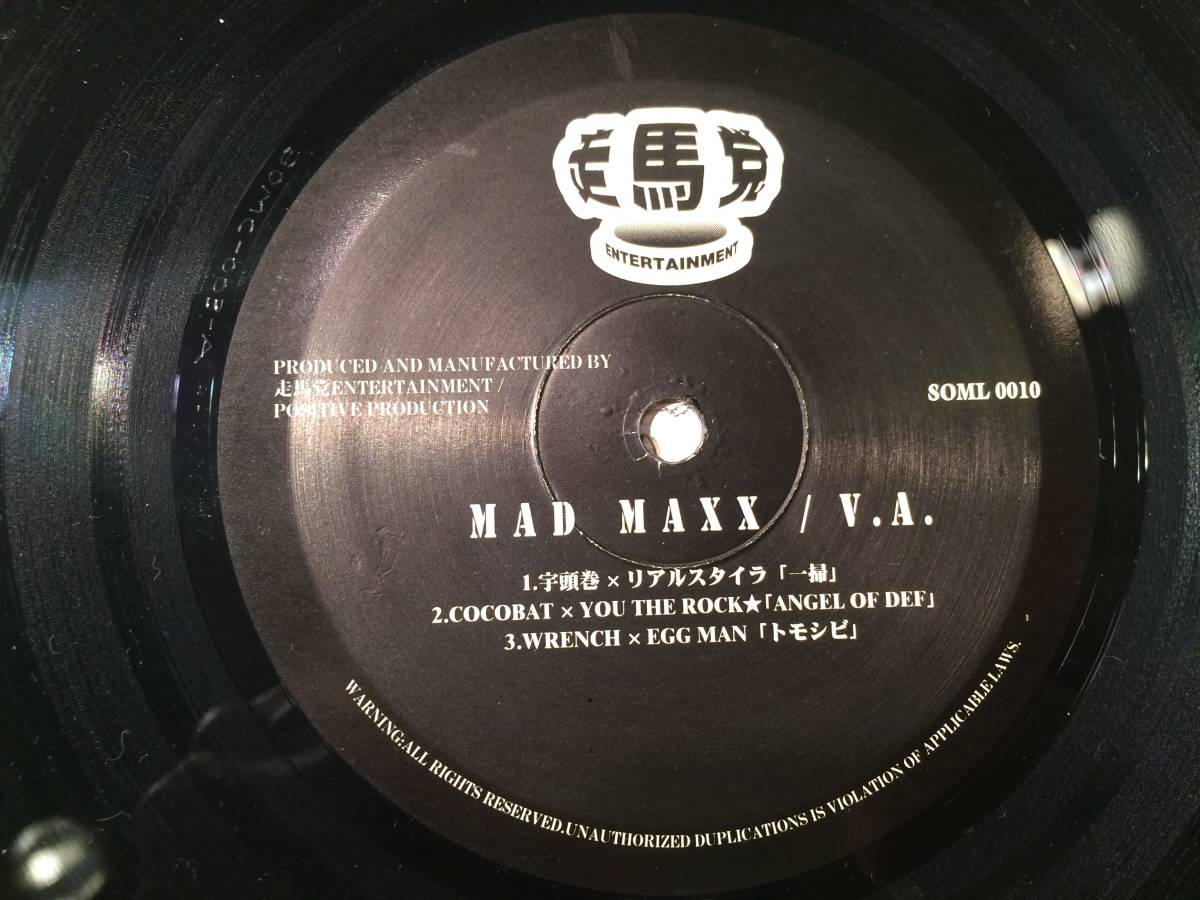 走馬党
ENTERTAINMENT
PRODUCED AND MANUFACTURED BY
走馬党ENTERTAINMENT /
POSITIVE PRODUCTION
SOML 0010
MAD MAXX / V.A.
1.宇頭巻×リアルスタイラ「一掃」
2.COCOBAT×YOU THE ROCK★「ANGEL OF DEF」
3.WRENCH×EGG MAN「トモシビ」
WARNING:ALL RIGHTS RESERVED.UNAUTHORIZED DUPLICATIONS IS VIOLATION OF APPLICABLE LAWS.